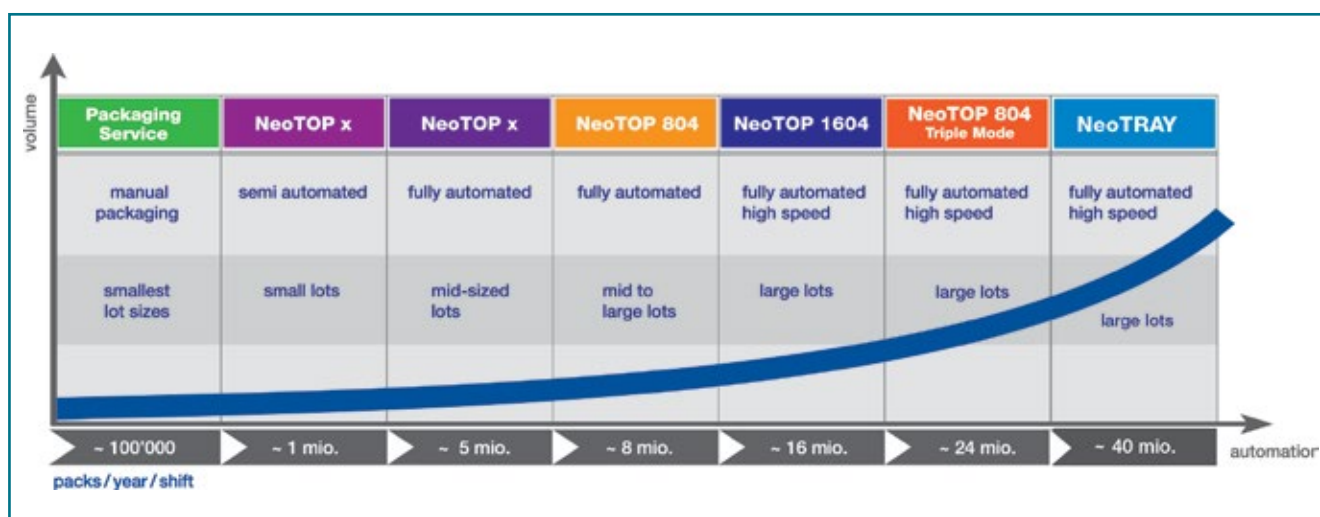 volume
Packaging
Service
NeoTOP x
NeoTOP x
NeoTOP 804
NeoTOP 1604
NeoTOP 804
Triple Mode
NeoTRAY
manual
packaging
semi automated
fully automated
fully automated
fully automated
high speed
fully automated
high speed
fully automated
high speed
smallest
lot sizes
small lots
mid-sized
lots
mid to
large lots
large lots
large lots
large lots
~ 100'000
~ 1 mio.
~ 5 mio.
~ 8 mio.
~ 16 mio.
~ 24 mio.
~ 40 mio.
automation
packs / year / shift